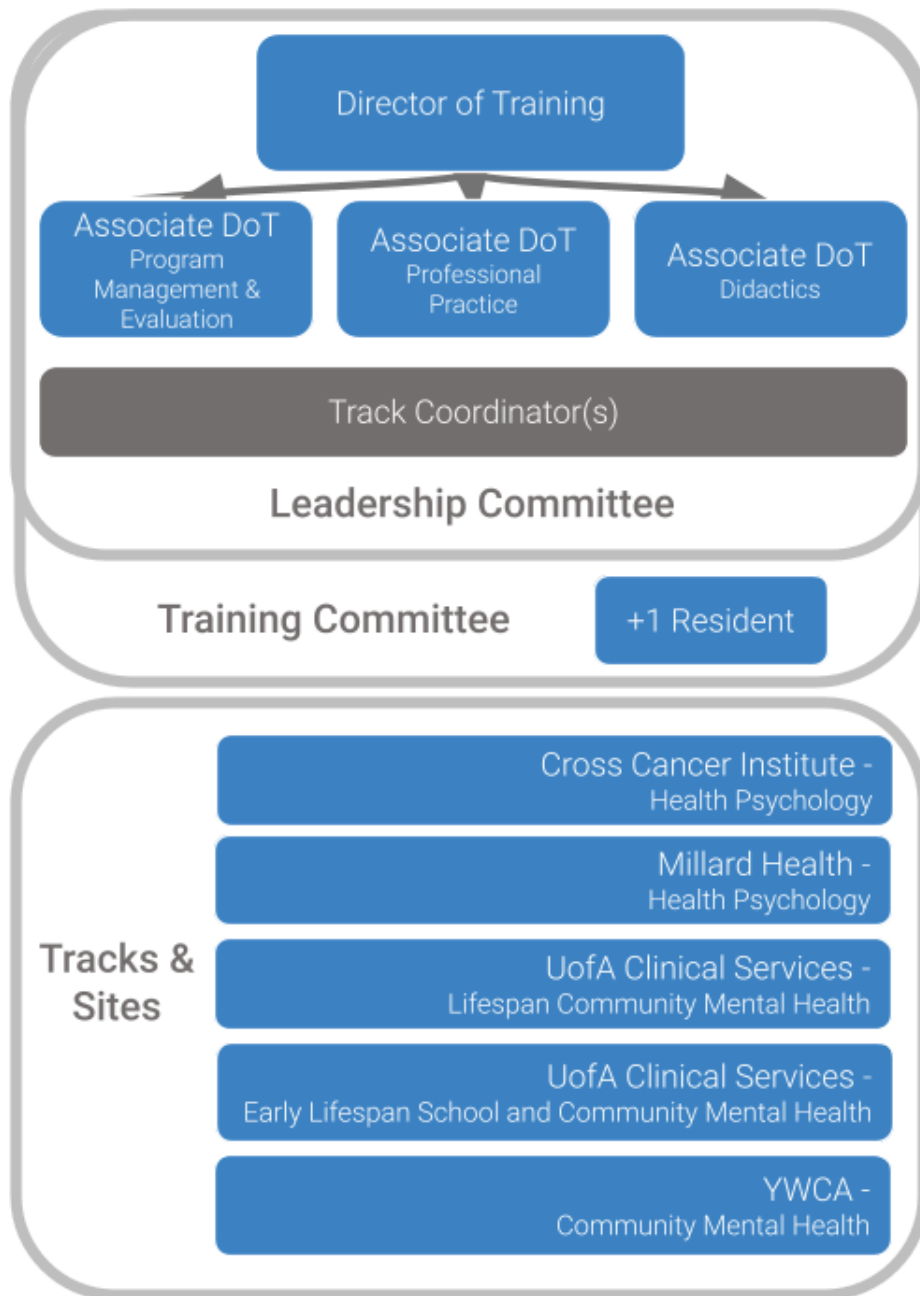 Director of Training
Associate DoT
Program
Management &
Evaluation
Associate DoT
Professional
Practice
Associate DoT
Didactics
Track Coordinator(s)
Leadership Committee
Training Committee
+1 Resident
Tracks &
Sites
Cross Cancer Institute -
Health Psychology
Millard Health -
Health Psychology
UofA Clinical Services -
Lifespan Community Mental Health
UofA Clinical Services -
Early Lifespan School and Community Mental Health
YWCA -
Community Mental Health